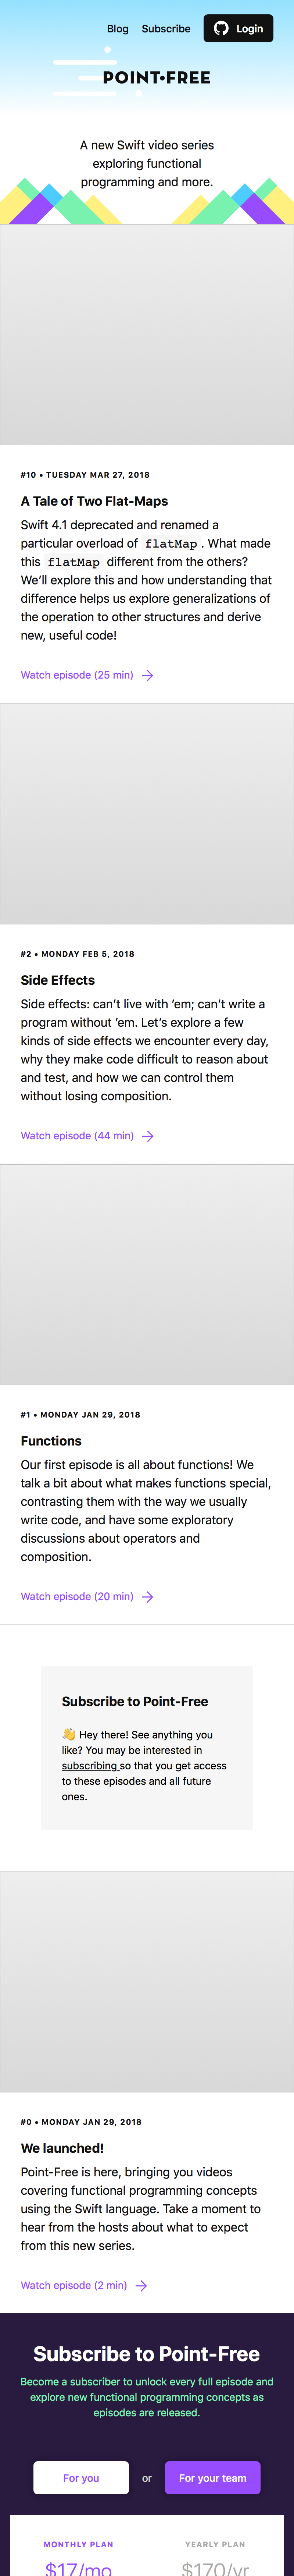 Blog Subscribe Login
POINT•FREE
A new Swift video series
exploring functional
programming and more.
#10 • TUESDAY MAR 27, 2018
A Tale of Two Flat-Maps
Swift 4.1 deprecated and renamed a
particular overload of flatMap. What made
this flatMap different from the others?
We’ll explore this and how understanding that
difference helps us explore generalizations of
the operation to other structures and derive
new, useful code!
Watch episode (25 min)
#2 • MONDAY FEB 5, 2018
Side Effects
Side effects: can’t live with ’em; can’t write a
program without ’em. Let’s explore a few
kinds of side effects we encounter every day,
why they make code difficult to reason about
and test, and how we can control them
without losing composition.
Watch episode (44 min)
#1 • MONDAY JAN 29, 2018
Functions
Our first episode is all about functions! We
talk a bit about what makes functions special,
contrasting them with the way we usually
write code, and have some exploratory
discussions about operators and
composition.
Watch episode (20 min)
Subscribe to Point-Free
👋 Hey there! See anything you
like? You may be interested in
subscribing so that you get access
to these episodes and all future
ones.
#0 • MONDAY JAN 29, 2018
We launched!
Point-Free is here, bringing you videos
covering functional programming concepts
using the Swift language. Take a moment to
hear from the hosts about what to expect
from this new series.
Watch episode (2 min)
Subscribe to Point-Free
Become a subscriber to unlock every full episode and
explore new functional programming concepts as
episodes are released.
For you or For your team
MONTHLY PLAN YEARLY PLAN
$17/mo $170/yr